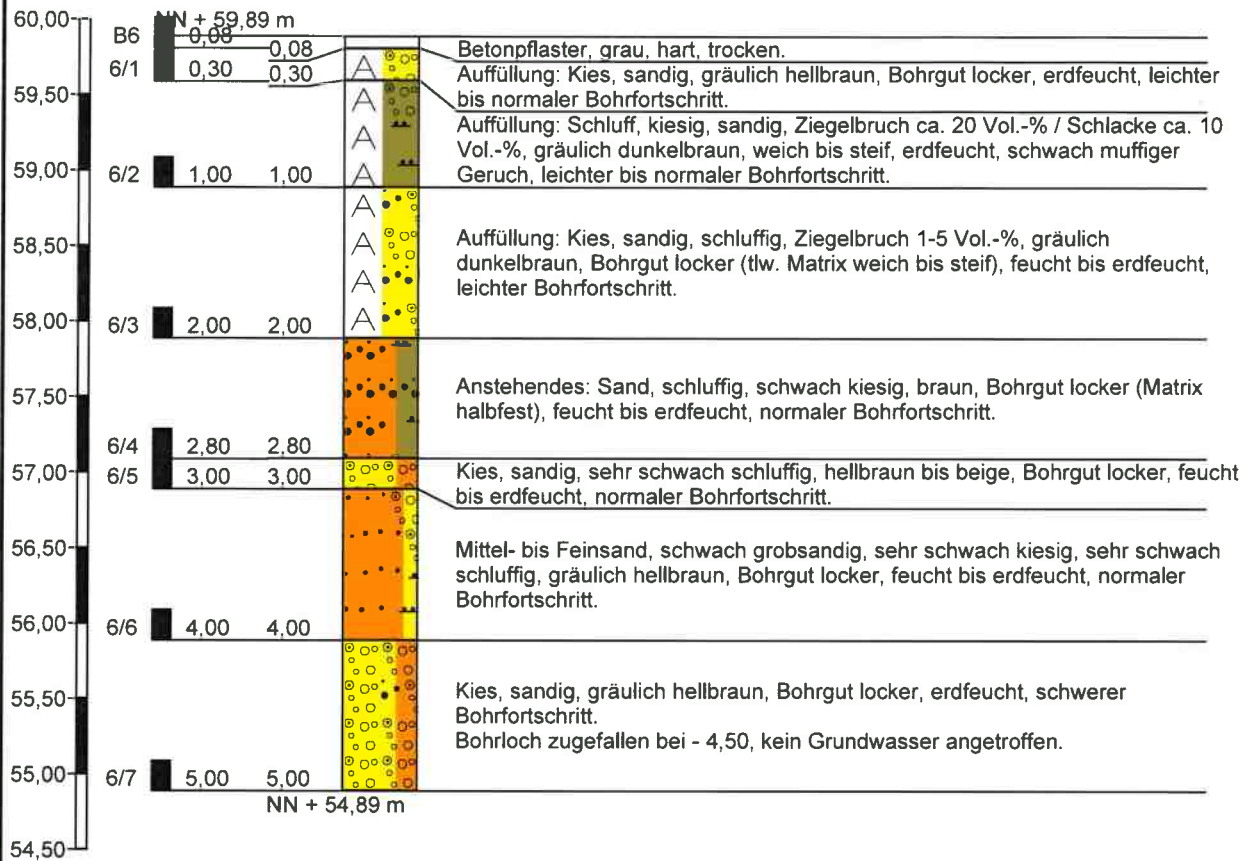 60,00
NN + 59,89 m
B6
0,08
0,08
Betonpflaster, grau, hart, trocken.
6/1
0,30
0,30
Auffüllung: Kies, sandig, gräulich hellbraun, Bohrgut locker, erdfeucht, leichter
bis normaler Bohrfortschritt.
59,50
Auffüllung: Schluff, kiesig, sandig, Ziegelbruch ca. 20 Vol.-% / Schlacke ca. 10
Vol.-%, gräulich dunkelbraun, weich bis steif, erdfeucht, schwach muffiger
Geruch, leichter bis normaler Bohrfortschritt.
A
A
A
A
59,00
6/2
1,00
1,00
A
A
A
A
58,50
Auffüllung: Kies, sandig, schluffig, Ziegelbruch 1-5 Vol.-%, gräulich
dunkelbraun, Bohrgut locker (tlw. Matrix weich bis steif), feucht bis erdfeucht,
leichter Bohrfortschritt.
58,00
6/3
2,00
2,00
57,50
Anstehendes: Sand, schluffig, schwach kiesig, braun, Bohrgut locker (Matrix
halbfest), feucht bis erdfeucht, normaler Bohrfortschritt.
6/4
2,80
2,80
57,00
6/5
3,00
3,00
Kies, sandig, sehr schwach schluffig, hellbraun bis beige, Bohrgut locker, feucht
bis erdfeucht, normaler Bohrfortschritt.
56,50
Mittel- bis Feinsand, schwach grobsandig, sehr schwach kiesig, sehr schwach
schluffig, gräulich hellbraun, Bohrgut locker, feucht bis erdfeucht, normaler
Bohrfortschritt.
56,00
6/6
4,00
4,00
55,50
Kies, sandig, gräulich hellbraun, Bohrgut locker, erdfeucht, schwerer
Bohrfortschritt.
Bohrloch zugefallen bei - 4,50, kein Grundwasser angetroffen.
55,00
6/7
5,00
5,00
NN + 54,89 m
54,50